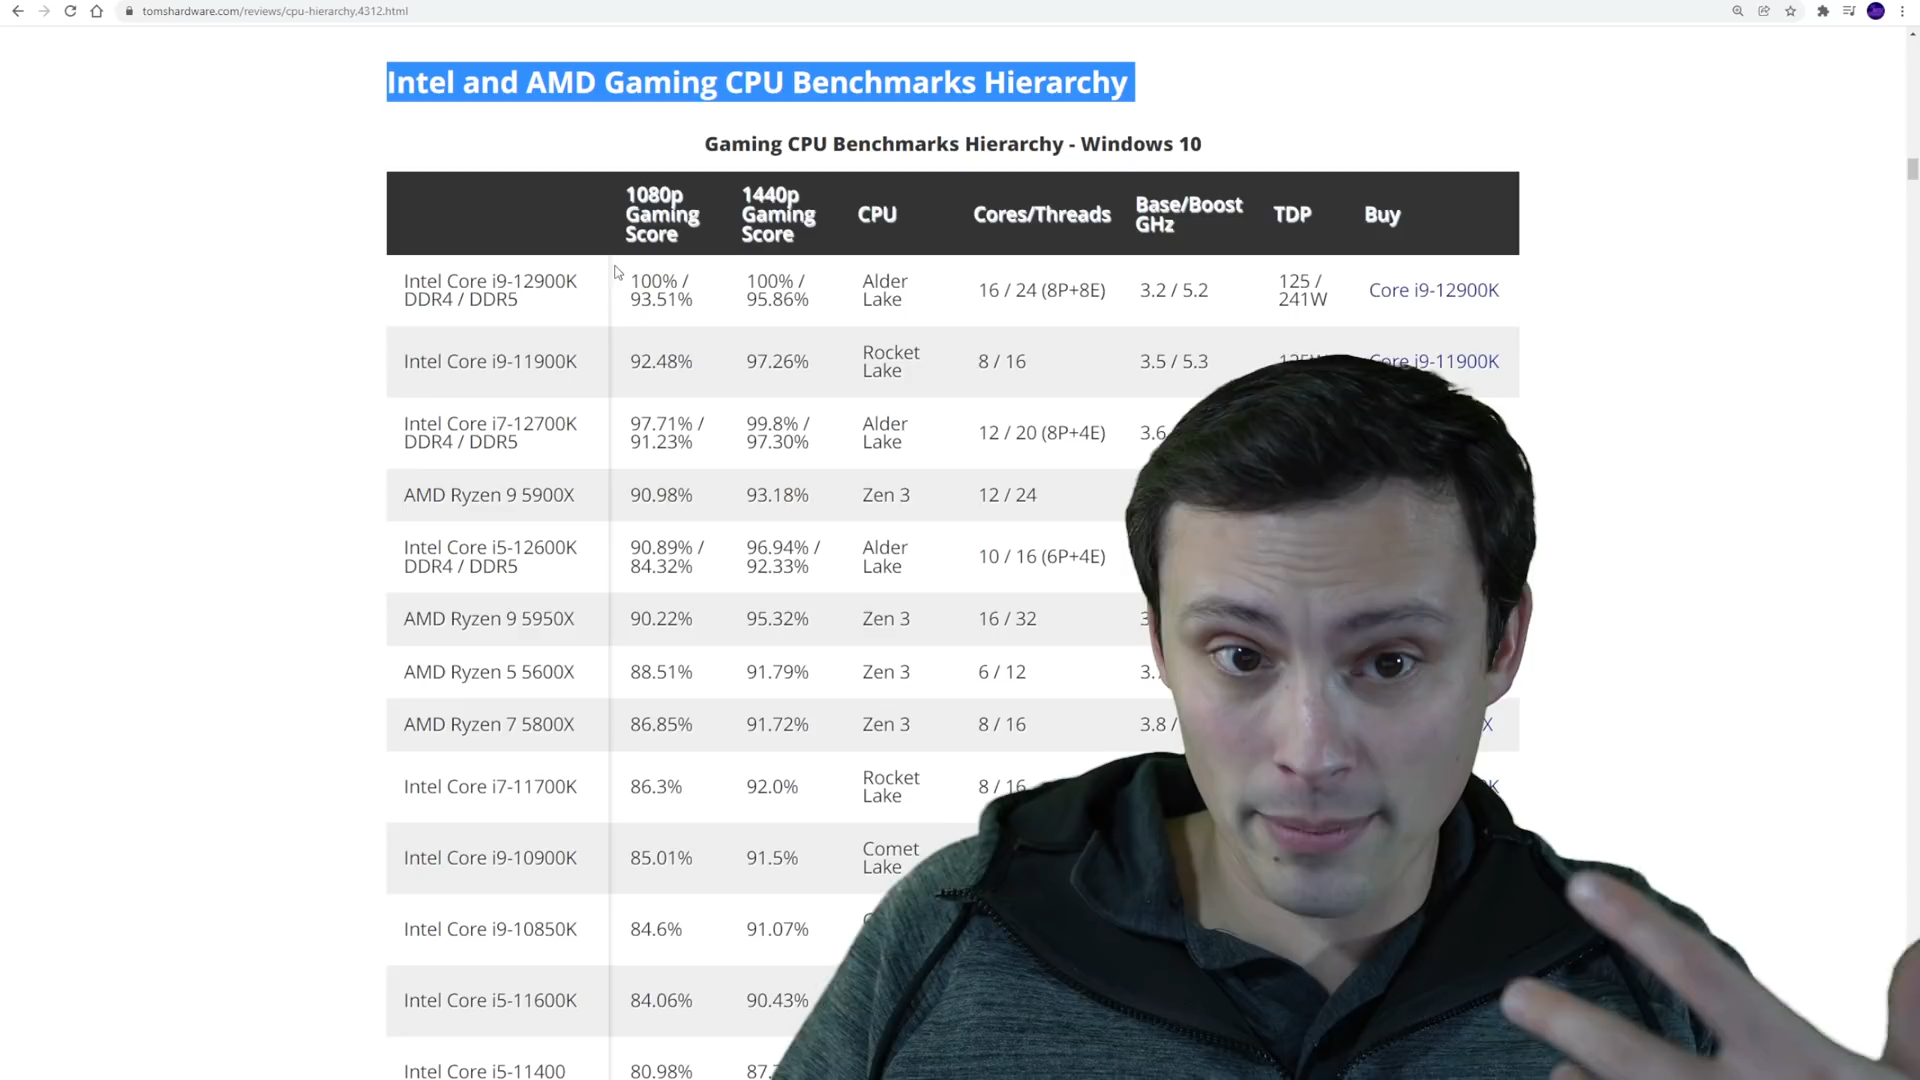 tomshardware.com/reviews/cpu-hierarchy,4312.html
Intel and AMD Gaming CPU Benchmarks Hierarchy
Gaming CPU Benchmarks Hierarchy - Windows 10
1080p Gaming Score
1440p Gaming Score
CPU
Cores/Threads
Base/Boost GHz
TDP
Buy
Intel Core i9-12900K DDR4 / DDR5
100% / 93.51%
100% / 95.86%
Alder Lake
16 / 24 (8P+8E)
3.2 / 5.2
125 / 241W
Core i9-12900K
Intel Core i9-11900K
92.48%
97.26%
Rocket Lake
8 / 16
3.5 / 5.3
Core i9-11900K
Intel Core i7-12700K DDR4 / DDR5
97.71% / 91.23%
99.8% / 97.30%
Alder Lake
12 / 20 (8P+4E)
3.6
AMD Ryzen 9 5900X
90.98%
93.18%
Zen 3
12 / 24
Intel Core i5-12600K DDR4 / DDR5
90.89% / 84.32%
96.94% / 92.33%
Alder Lake
10 / 16 (6P+4E)
AMD Ryzen 9 5950X
90.22%
95.32%
Zen 3
16 / 32
AMD Ryzen 5 5600X
88.51%
91.79%
Zen 3
6 / 12
AMD Ryzen 7 5800X
86.85%
91.72%
Zen 3
8 / 16
3.8 /
X
Intel Core i7-11700K
86.3%
92.0%
Rocket Lake
8 / 16
K
Intel Core i9-10900K
85.01%
91.5%
Comet Lake
Intel Core i9-10850K
84.6%
91.07%
Intel Core i5-11600K
84.06%
90.43%
Intel Core i5-11400
80.98%